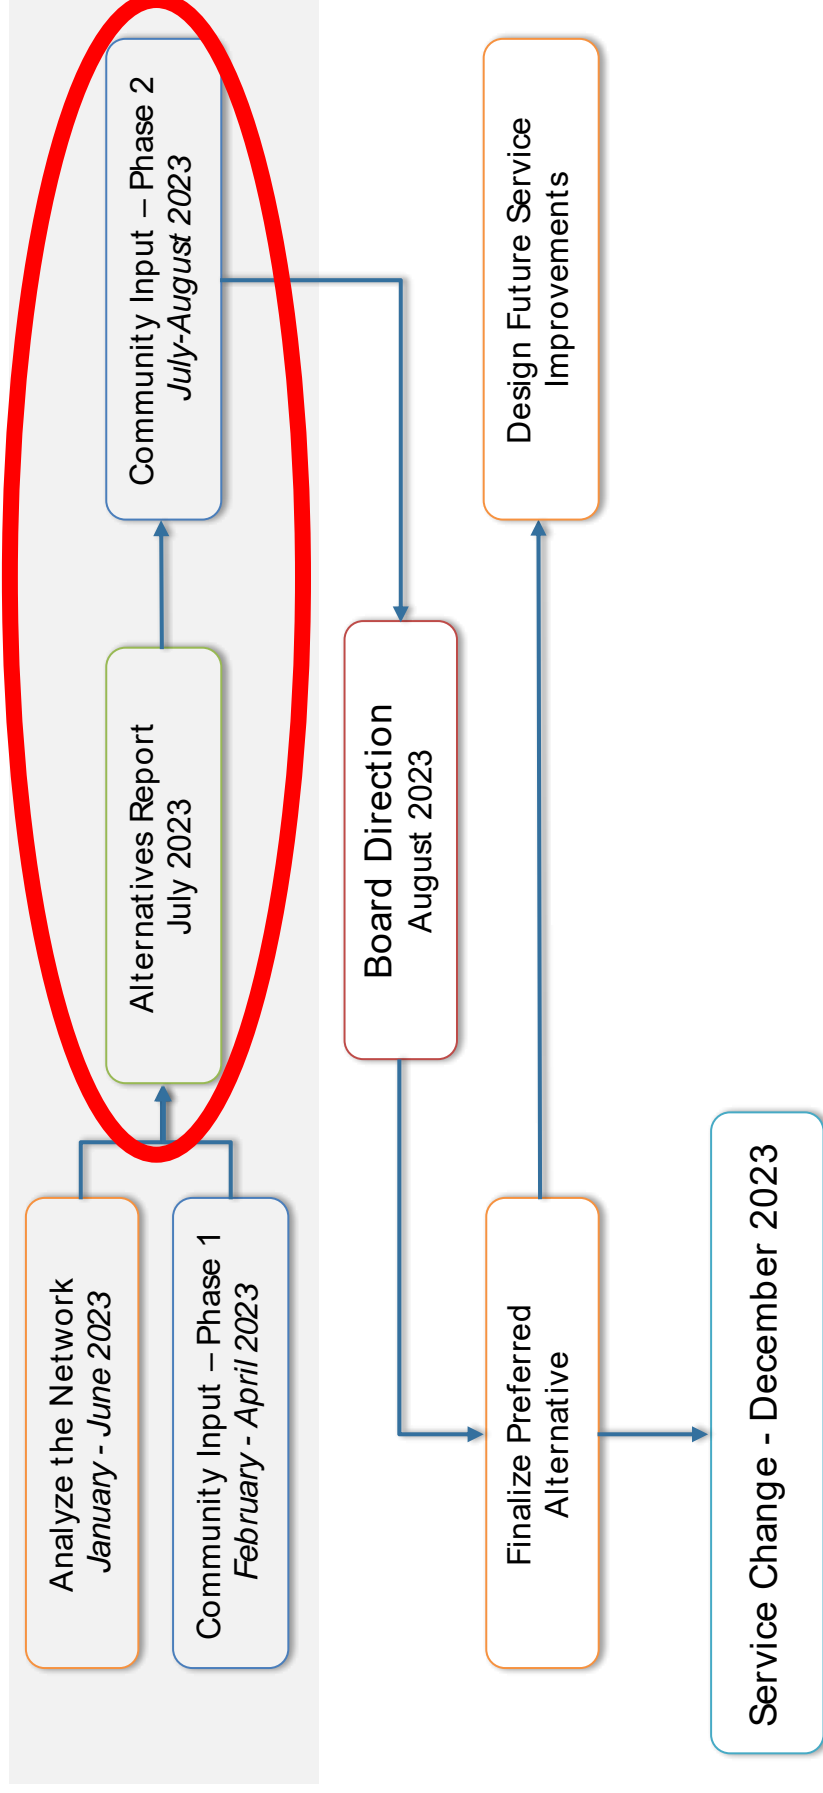 Analyze the Network
January - June 2023
Community Input – Phase 1
February - April 2023
Alternatives Report
July 2023
Community Input – Phase 2
July-August 2023
Board Direction
August 2023
Finalize Preferred
Alternative
Design Future Service
Improvements
Service Change - December 2023